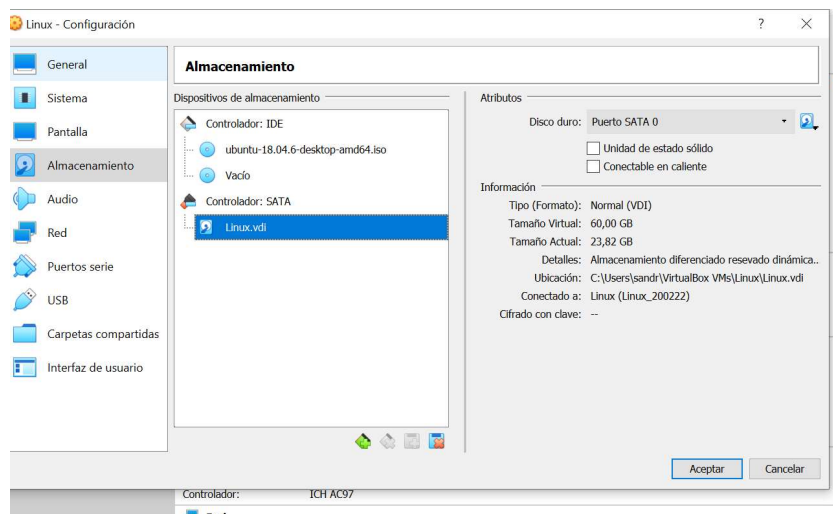 Linux - Configuración
?
General
Sistema
Pantalla
Almacenamiento
Audio
Red
Puertos serie
USB
Carpetas compartidas
Interfaz de usuario
Almacenamiento
Dispositivos de almacenamiento
Controlador: IDE
ubuntu-18.04.6-desktop-amd64.iso
Vacío
Controlador: SATA
Linux.vdi
Atributos
Disco duro: Puerto SATA 0
Unidad de estado sólido
Conectable en caliente
Información
Tipo (Formato): Normal (VDI)
Tamaño Virtual: 60,00 GB
Tamaño Actual: 23,82 GB
Detalles: Almacenamiento diferenciado resevado dinámica..
Ubicación: C:\Users\sandr\VirtualBox VMs\Linux\Linux.vdi
Conectado a: Linux (Linux_200222)
Cifrado con clave: --
Aceptar Cancelar
Controlador: ICH AC97